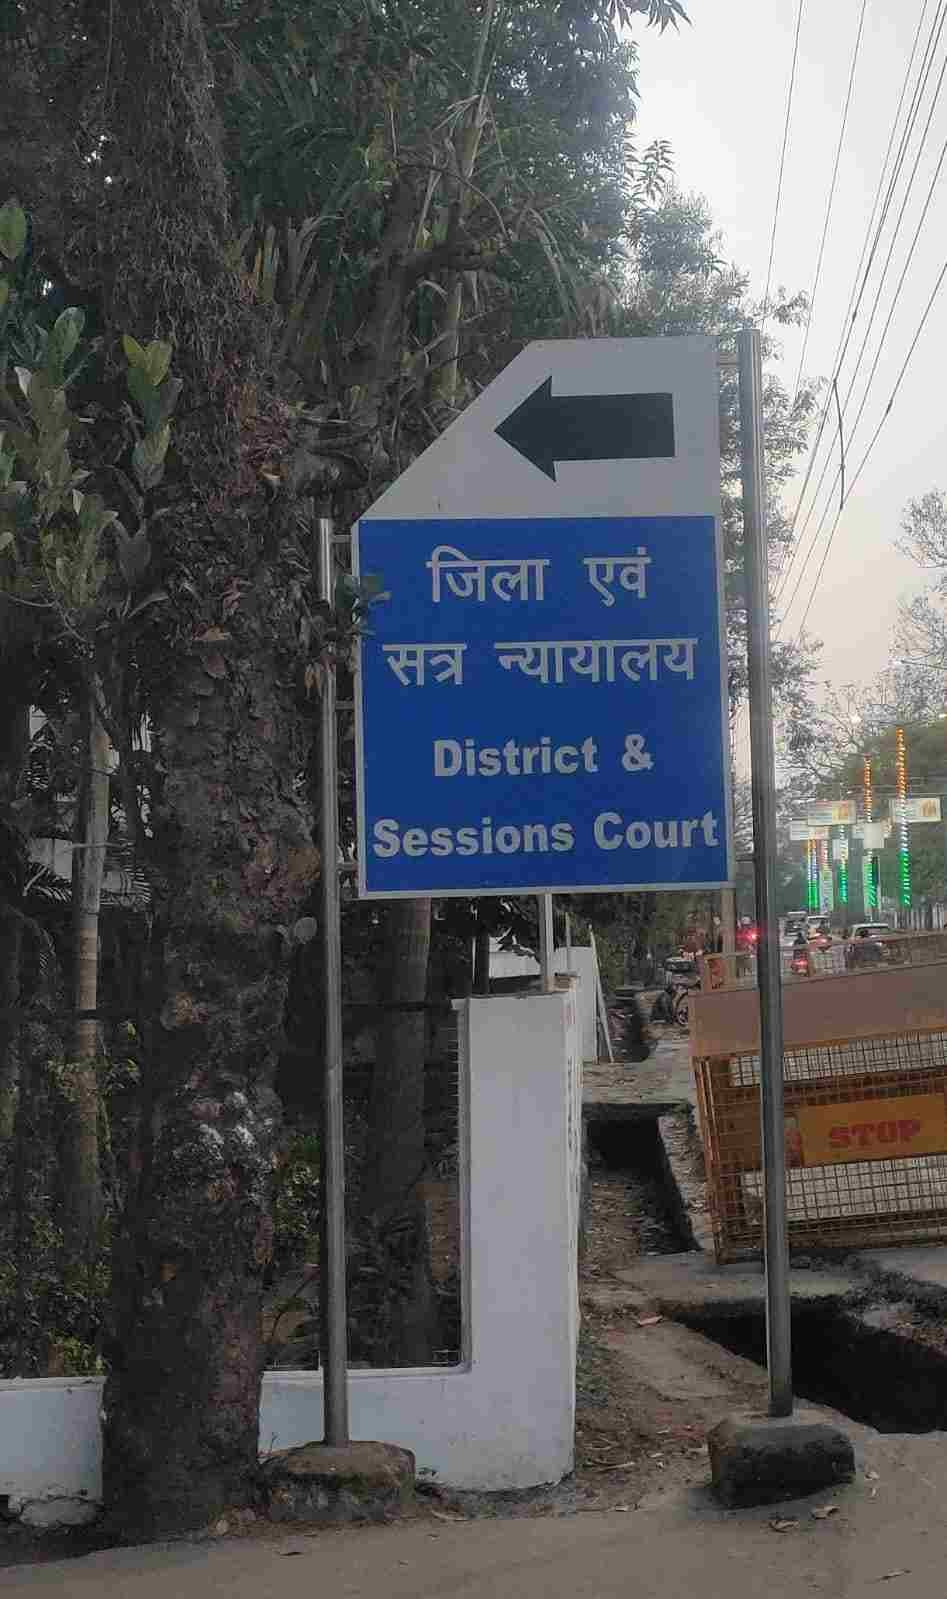 जिला एवं
सत्र न्यायालय
District &
Sessions Court
STOP